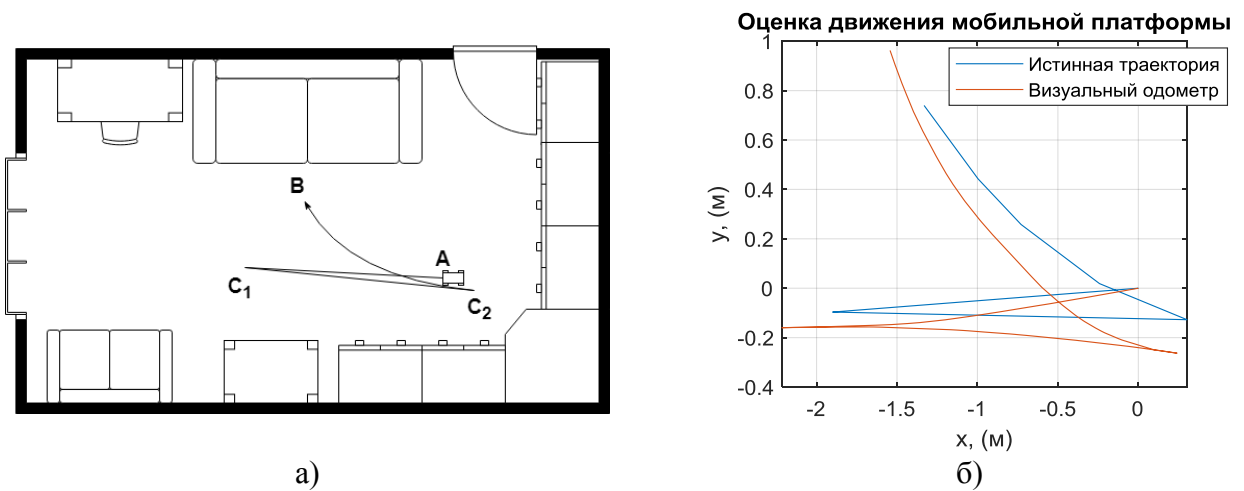 B
A
C1
C2
а)
Оценка движения мобильной платформы
Истинная траектория
Визуальный одометр
1
0.8
0.6
0.4
0.2
0
-0.2
-0.4
y, (м)
-2
-1.5
-1
-0.5
0
x, (м)
б)